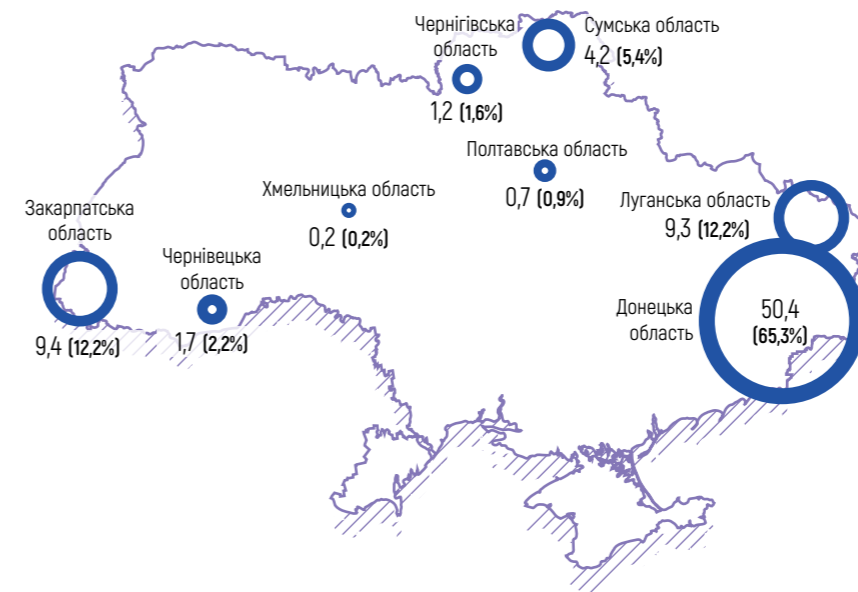 Чернігівська
область
1,2 (1,6%)
Сумська область
4,2 (5,4%)
Полтавська область
0,7 (0,9%)
Хмельницька область
0,2 (0,2%)
Луганська область
9,3 (12,2%)
Закарпатська
область
9,4 (12,2%)
Чернівецька
область
1,7 (2,2%)
Донецька
область
50,4
(65,3%)